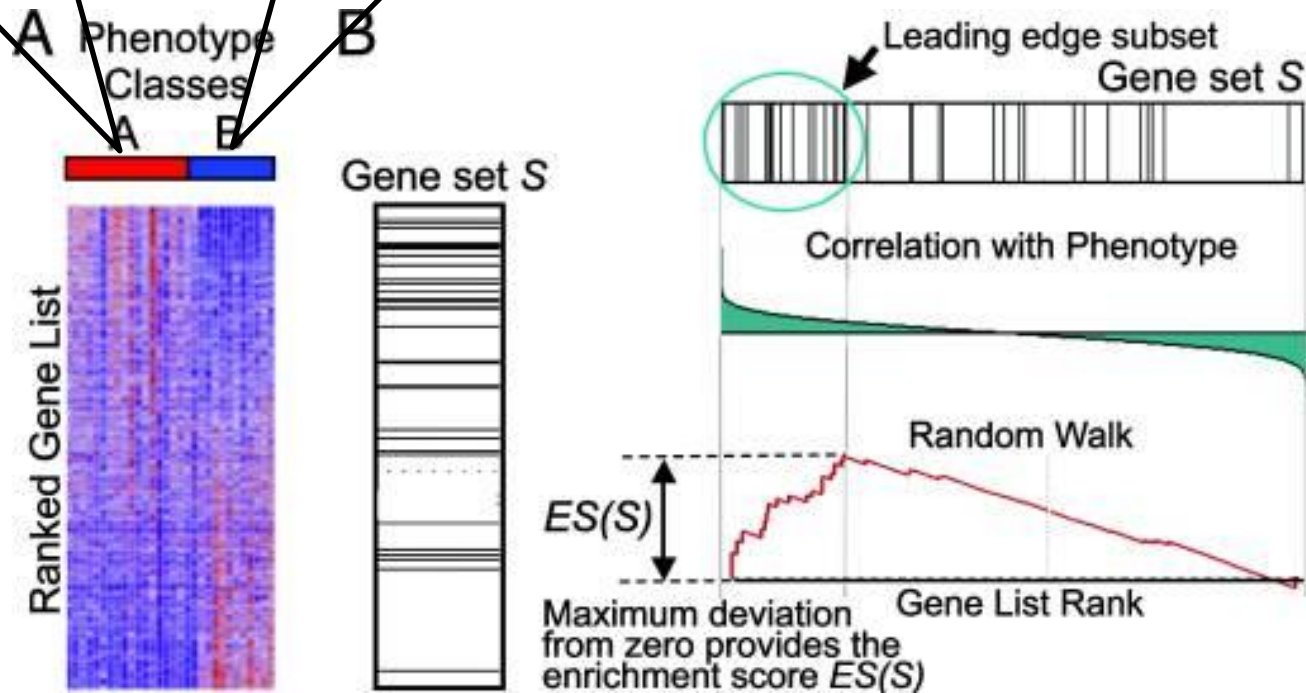 A
Phenotype
Classes
A
B
Ranked Gene List
B
Gene set S
Leading edge subset
Gene set S
Correlation with Phenotype
Random Walk
ES(S)
Gene List Rank
Maximum deviation
from zero provides the
enrichment score ES(S)